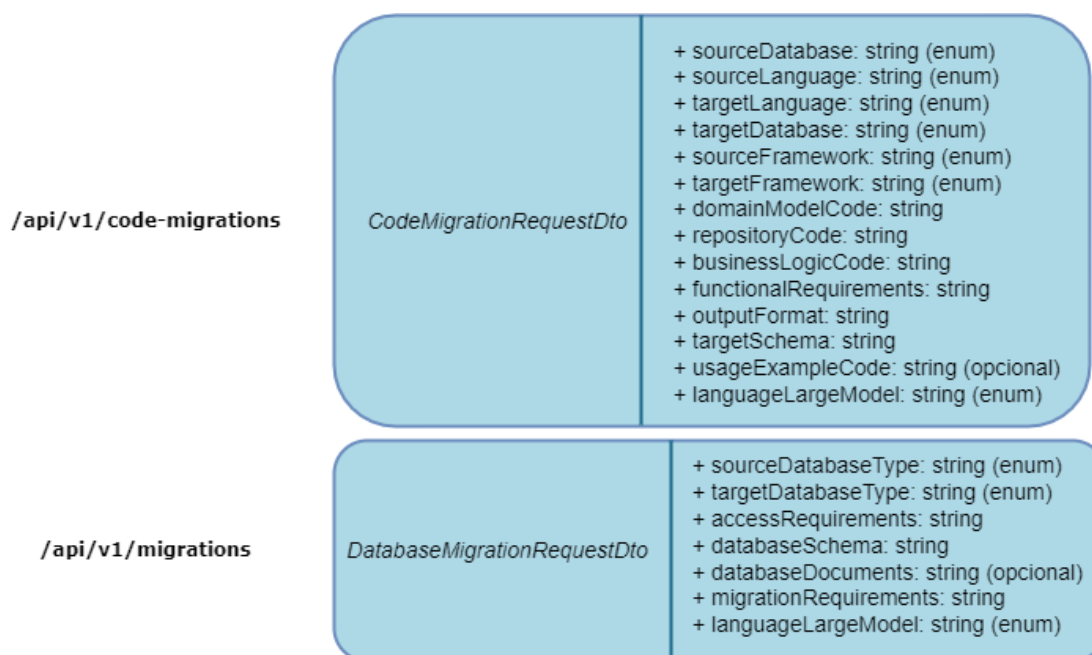 /api/v1/code-migrations
CodeMigrationRequestDto
+ sourceDatabase: string (enum)
+ sourceLanguage: string (enum)
+ targetLanguage: string (enum)
+ targetDatabase: string (enum)
+ sourceFramework: string (enum)
+ targetFramework: string (enum)
+ domainModelCode: string
+ repositoryCode: string
+ businessLogicCode: string
+ functionalRequirements: string
+ outputFormat: string
+ targetSchema: string
+ usageExampleCode: string (opcional)
+ languageLargeModel: string (enum)
/api/v1/migrations
DatabaseMigrationRequestDto
+ sourceDatabaseType: string (enum)
+ targetDatabaseType: string (enum)
+ accessRequirements: string
+ databaseSchema: string
+ databaseDocuments: string (opcional)
+ migrationRequirements: string
+ languageLargeModel: string (enum)